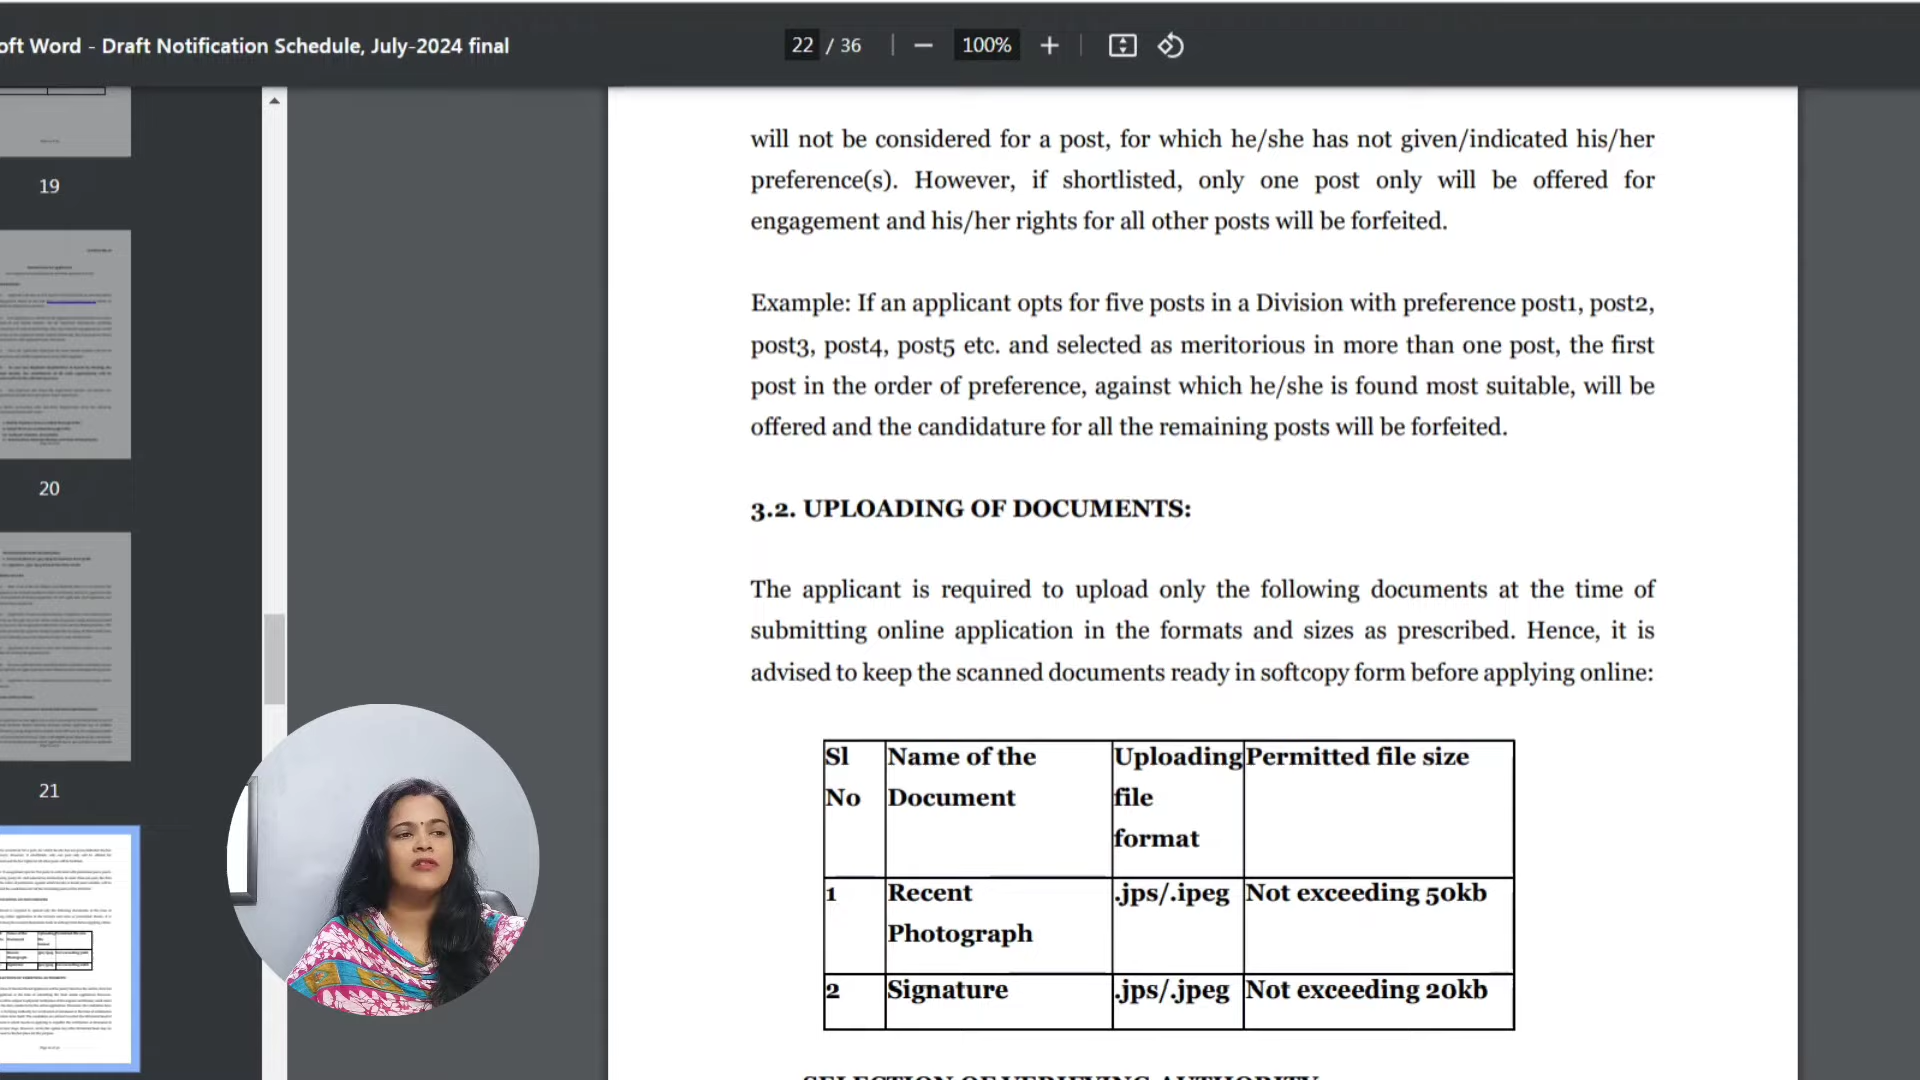 oft Word - Draft Notification Schedule, July-2024 final
22 / 36
100%
19
20
21
will not be considered for a post, for which he/she has not given/indicated his/her
preference(s). However, if shortlisted, only one post only will be offered for
engagement and his/her rights for all other posts will be forfeited.
Example: If an applicant opts for five posts in a Division with preference post1, post2,
post3, post4, post5 etc. and selected as meritorious in more than one post, the first
post in the order of preference, against which he/she is found most suitable, will be
offered and the candidature for all the remaining posts will be forfeited.
3.2. UPLOADING OF DOCUMENTS:
The applicant is required to upload only the following documents at the time of
submitting online application in the formats and sizes as prescribed. Hence, it is
advised to keep the scanned documents ready in softcopy form before applying online:
Sl No Name of the Document Uploading file format Permitted file size
1 Recent Photograph .jps/.ipeg Not exceeding 50kb
2 Signature .jps/.jpeg Not exceeding 20kb
SELECTION OF VERIFYING AUTHORITY